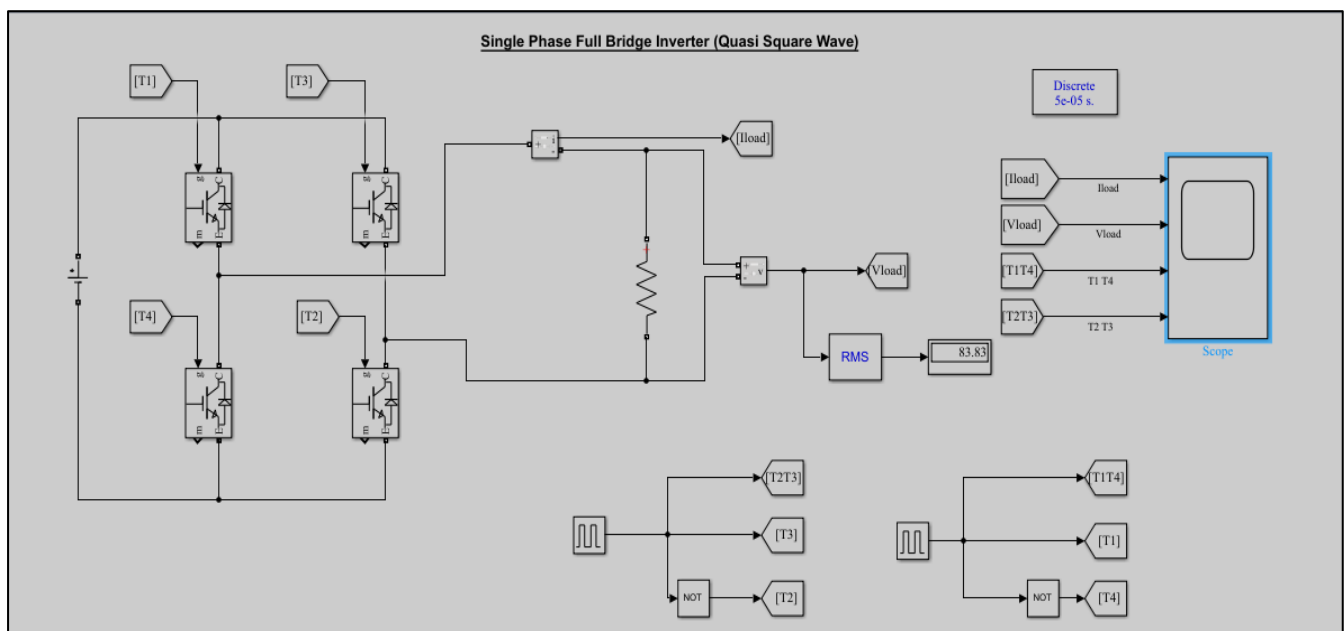 Single Phase Full Bridge Inverter (Quasi Square Wave)
[T1]
[T3]
Discrete
5e-05 s.
g C
m E
g C
m E
i
+
-
[Iload]
[Iload]
Iload
[Vload]
Vload
[T1T4]
T1 T4
[T2T3]
T2 T3
Scope
+
+
-
v
[Vload]
RMS
83.83
[T4]
[T2]
g C
m E
g C
m E
[T2T3]
[T3]
NOT
[T2]
[T1T4]
[T1]
NOT
[T4]